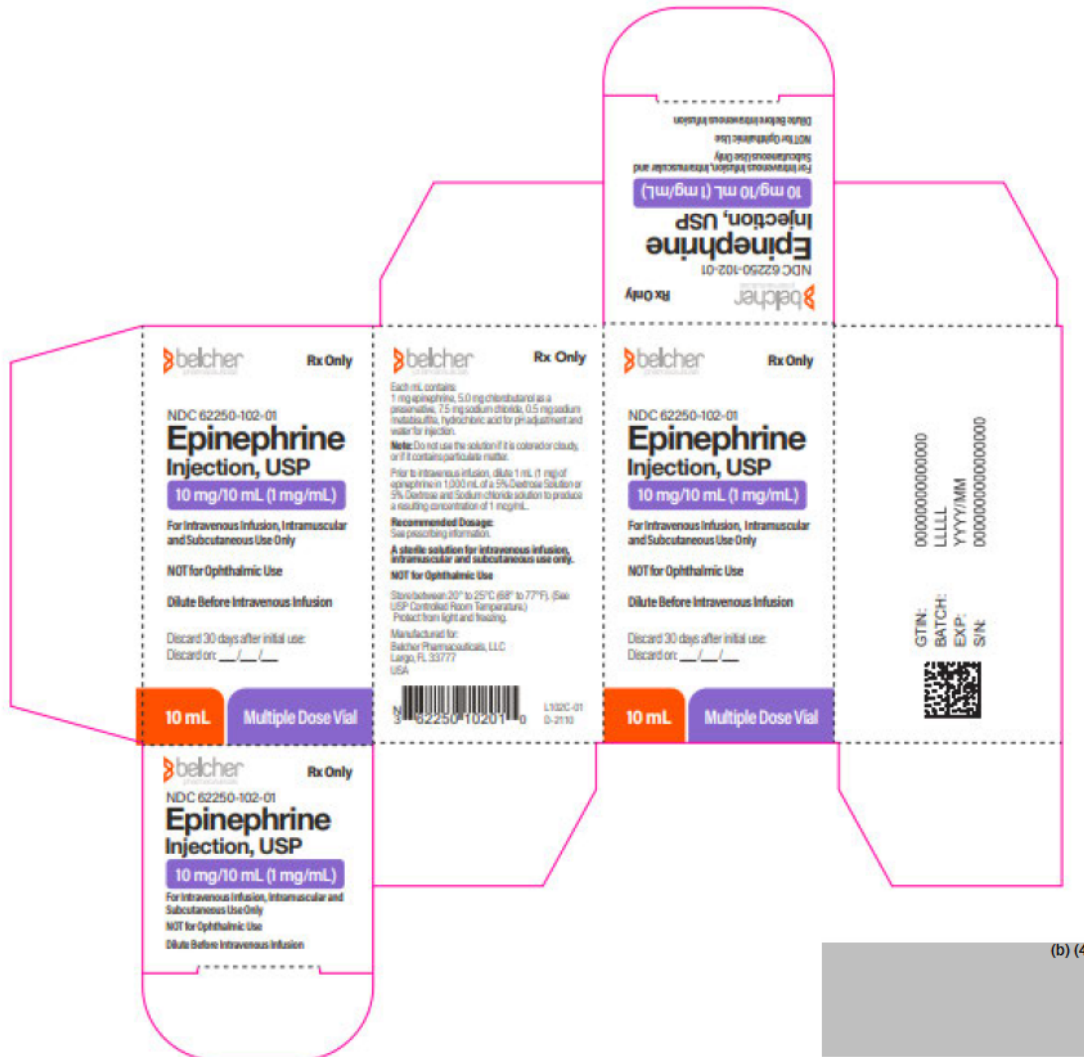 Dilute Before Intravenous Infusion
NOT for Ophthalmic Use
Subcutaneous Use Only
For Intravenous Infusion, Intramuscular and
10 mg/10 mL (1 mg/mL)
Injection, USP
Epinephrine
NDC 62250-102-01
belcher
Rx Only
belcher
Rx Only
NDC 62250-102-01
Epinephrine
Injection, USP
10 mg/10 mL (1 mg/mL)
For Intravenous Infusion, Intramuscular
and Subcutaneous Use Only
NOT for Ophthalmic Use
Dilute Before Intravenous Infusion
Discard 30 days after initial use:
Discard on: __/__/__
10 mL
Multiple Dose Vial
belcher
Rx Only
Each mL contains:
1 mg epinephrine, 5.0 mg chlorobutanol as a
preservative, 7.5 mg sodium chloride, 0.5 mg sodium
metabisulfite, hydrochloric acid for pH adjustment and
water for injection.
Note: Do not use the solution if it is colored or cloudy,
or if it contains particulate matter.
Prior to intravenous infusion, dilute 1 mL (1 mg) of
epinephrine in 1,000 mL of a 5% Dextrose Solution or
5% Dextrose and Sodium chloride solution to produce
a resulting concentration of 1 mcg/mL.
Recommended Dosage:
See prescribing information.
A sterile solution for intravenous infusion,
intramuscular and subcutaneous use only.
NOT for Ophthalmic Use
Store between 20° to 25°C (68° to 77°F). (See
USP Controlled Room Temperature.)
Protect from light and freezing.
Manufactured for:
Belcher Pharmaceuticals, LLC
Largo, FL 33777
USA
N
3 62250 10201 0
L102C-01
D-2110
belcher
Rx Only
NDC 62250-102-01
Epinephrine
Injection, USP
10 mg/10 mL (1 mg/mL)
For Intravenous Infusion, Intramuscular
and Subcutaneous Use Only
NOT for Ophthalmic Use
Dilute Before Intravenous Infusion
Discard 30 days after initial use:
Discard on: __/__/__
10 mL
Multiple Dose Vial
GTIN: 00000000000000
BATCH: LLLLL
EXP: YYYY/MM
belcher
Rx Only
NDC 62250-102-01
Epinephrine
Injection, USP
10 mg/10 mL (1 mg/mL)
For Intravenous Infusion, Intramuscular and
Subcutaneous Use Only
NOT for Ophthalmic Use
Dilute Before Intravenous Infusion
(b) (4